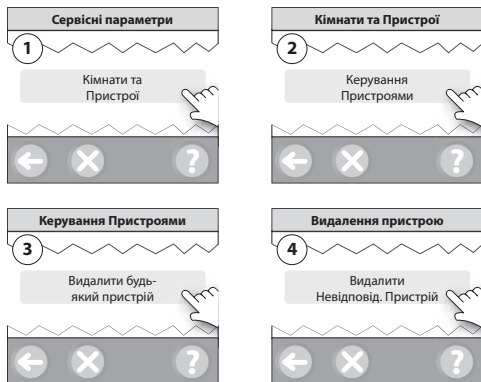 Сервісні параметри
1
Кімнати та
Пристрої
?
Кімнати та Пристрої
2
Керування
Пристроями
?
Керування Пристроями
3
Видалити будь-
який пристрій
?
Видалення пристрою
4
Видалити
Невідповід. Пристрій
?